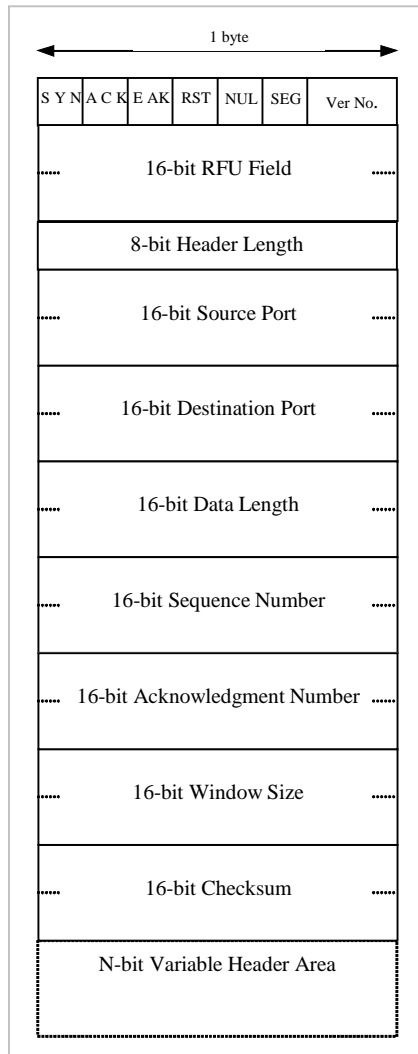 1 byte
S Y N A C K E AK RST NUL SEG Ver No.
16-bit RFU Field
8-bit Header Length
16-bit Source Port
16-bit Destination Port
16-bit Data Length
16-bit Sequence Number
16-bit Acknowledgment Number
16-bit Window Size
16-bit Checksum
N-bit Variable Header Area